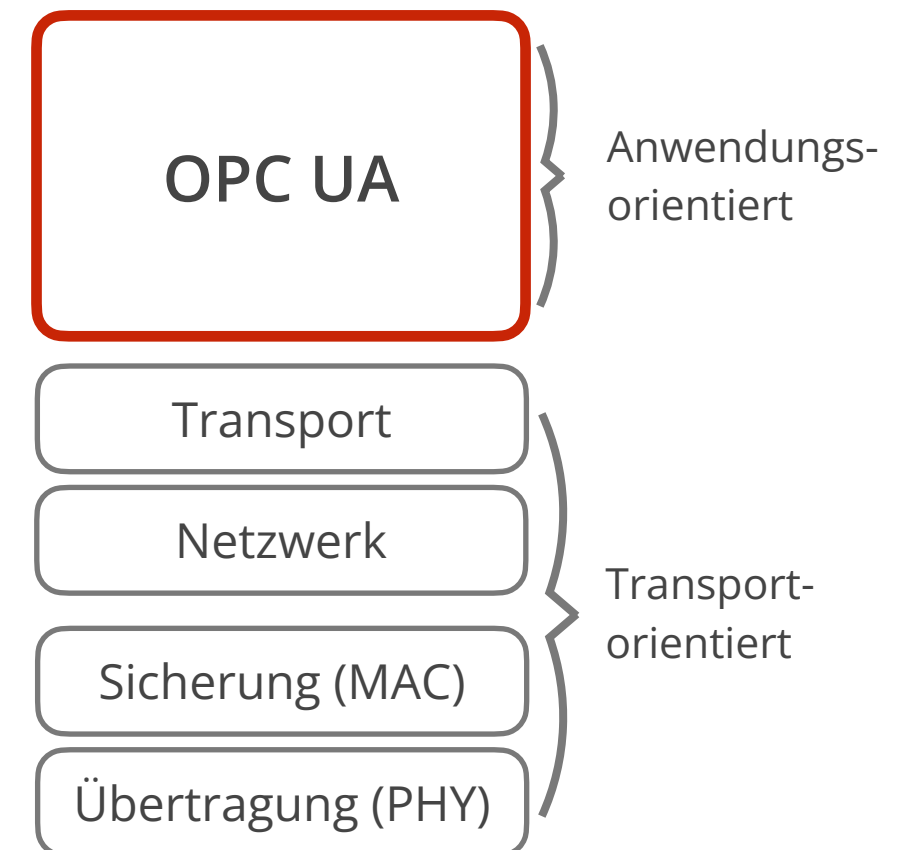 OPC UA
Anwendungs-
orientiert
Transport
Netzwerk
Transport-
orientiert
Sicherung (MAC)
Übertragung (PHY)